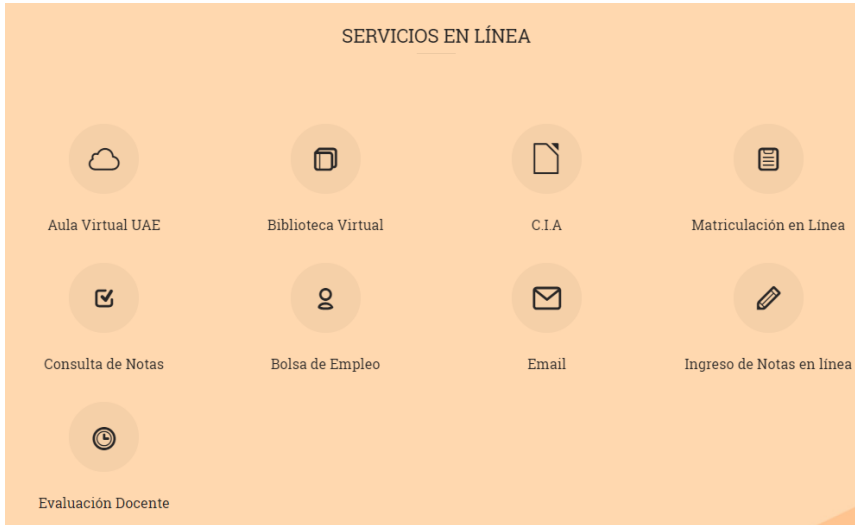 SERVICIOS EN LÍNEA
Aula Virtual UAE
Biblioteca Virtual
C.I.A
Matriculación en Línea
Consulta de Notas
Bolsa de Empleo
Email
Ingreso de Notas en línea
Evaluación Docente